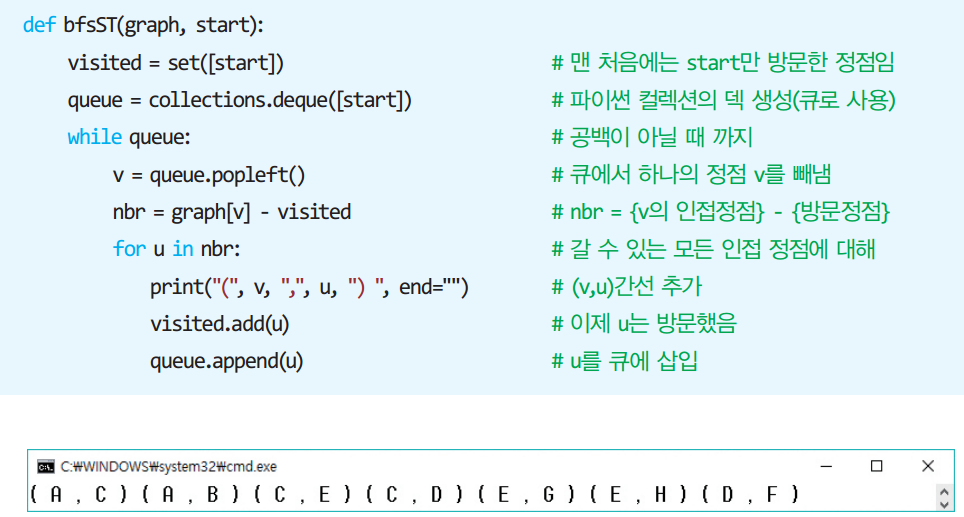 def bfsST(graph, start):
visited = set([start]) # 맨 처음에는 start만 방문한 정점임
queue = collections.deque([start]) # 파이썬 컬렉션의 덱 생성(큐로 사용)
while queue: # 공백이 아닐 때 까지
v = queue.popleft() # 큐에서 하나의 정점 v를 빼냄
nbr = graph[v] - visited # nbr = {v의 인접정점} - {방문정점}
for u in nbr: # 갈 수 있는 모든 인접 정점에 대해
print("(", v, ",", u, ") ", end="") # (v,u)간선 추가
visited.add(u) # 이제 u는 방문했음
queue.append(u) # u를 큐에 삽입
C:\. C:₩WINDOWS₩system32₩cmd.exe
( A , C ) ( A , B ) ( C , E ) ( C , D ) ( E , G ) ( E , H ) ( D , F )